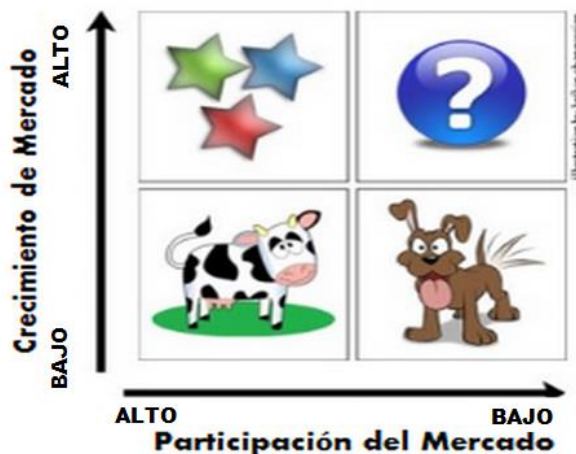 Crecimiento de Mercado
ALTO
BAJO
?
ALTO
BAJO
Participación del Mercado